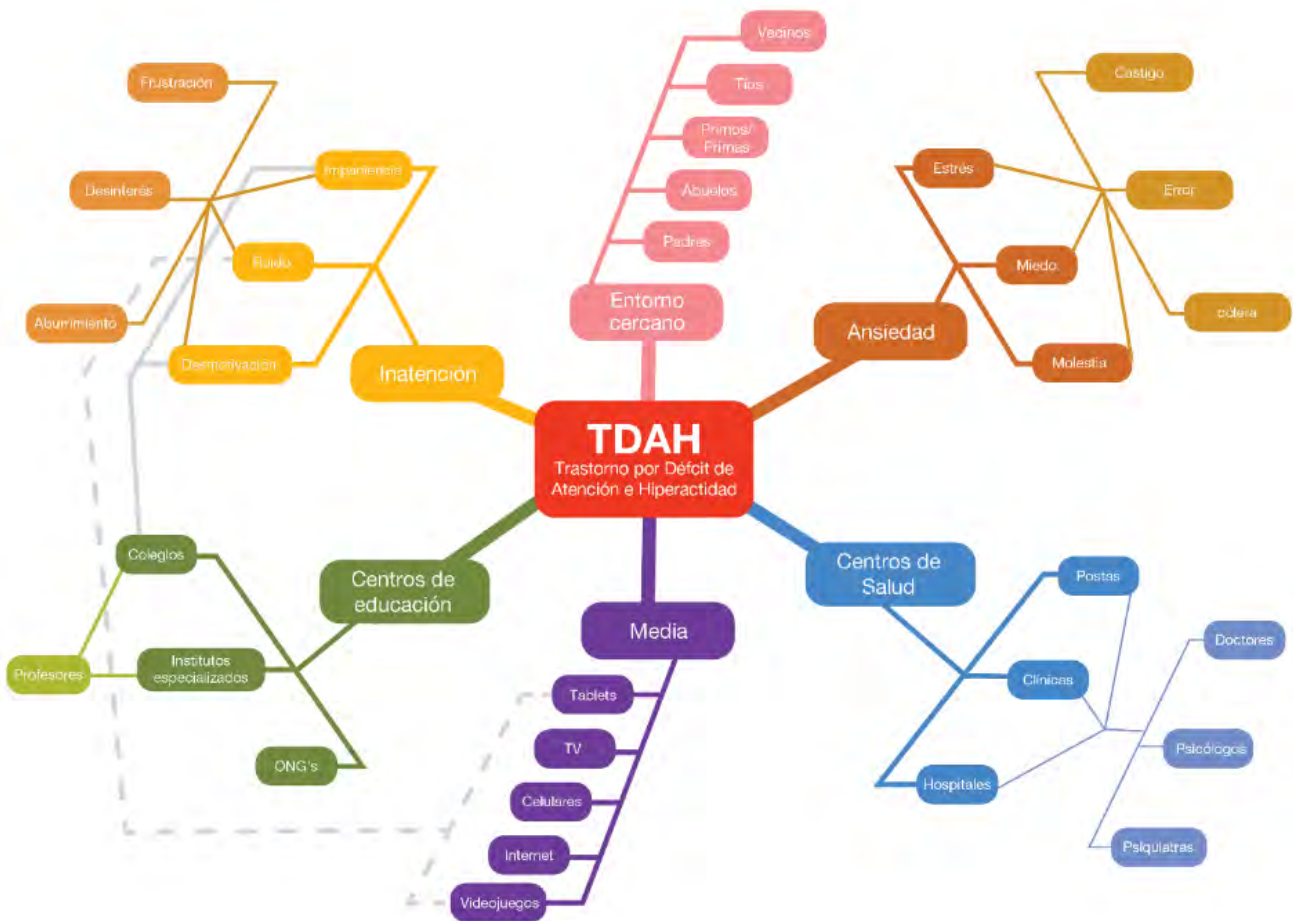 Vecinos
Tíos
Primos/
Primas
Abuelos
Padres
Entorno
cercano
Frustración
Desinterés
Aburrimiento
Impaciencia
Ruido
Desmotivación
Inatención
Castigo
Error
cólera
Estrés
Miedo
Molestia
Ansiedad
TDAH
Trastorno por Défcit de
Atención e Hiperactidad
Colegios
Profesores
Institutos
especializados
ONG's
Centros de
educación
Media
Tablets
TV
Celulares
Internet
Videojuegos
Centros de
Salud
Postas
Clínicas
Hospitales
Doctores
Psicólogos
Psiquiatras